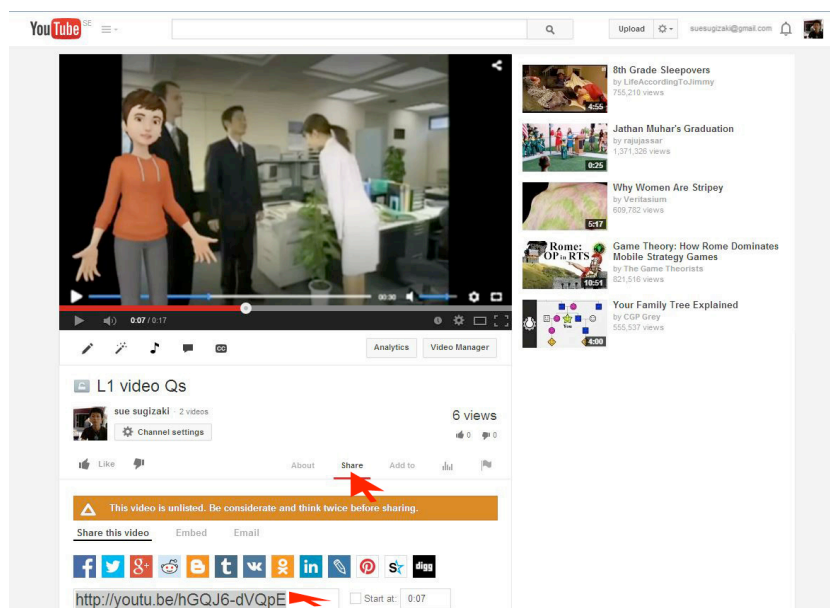 You Tube SE
Upload
suesugizaki@gmail.com
00:30
0:07 / 0:17
CC
Analytics
Video Manager
L1 video Qs
sue sugizaki · 2 videos
Channel settings
6 views
0 0
Like
About Share Add to
This video is unlisted. Be considerate and think twice before sharing.
Share this video Embed Email
digg
http://youtu.be/hGQJ6-dVQpE
Start at: 0:07
4:55
8th Grade Sleepovers
by LifeAccordingToJimmy
755,210 views
0:25
Jathan Muhar's Graduation
by rajujassar
1,371,326 views
5:17
Why Women Are Stripey
by Veritasium
609,782 views
Rome:
OP in RTS
10:51
Game Theory: How Rome Dominates
Mobile Strategy Games
by The Game Theorists
821,516 views
You
4:00
Your Family Tree Explained
by CGP Grey
555,537 views